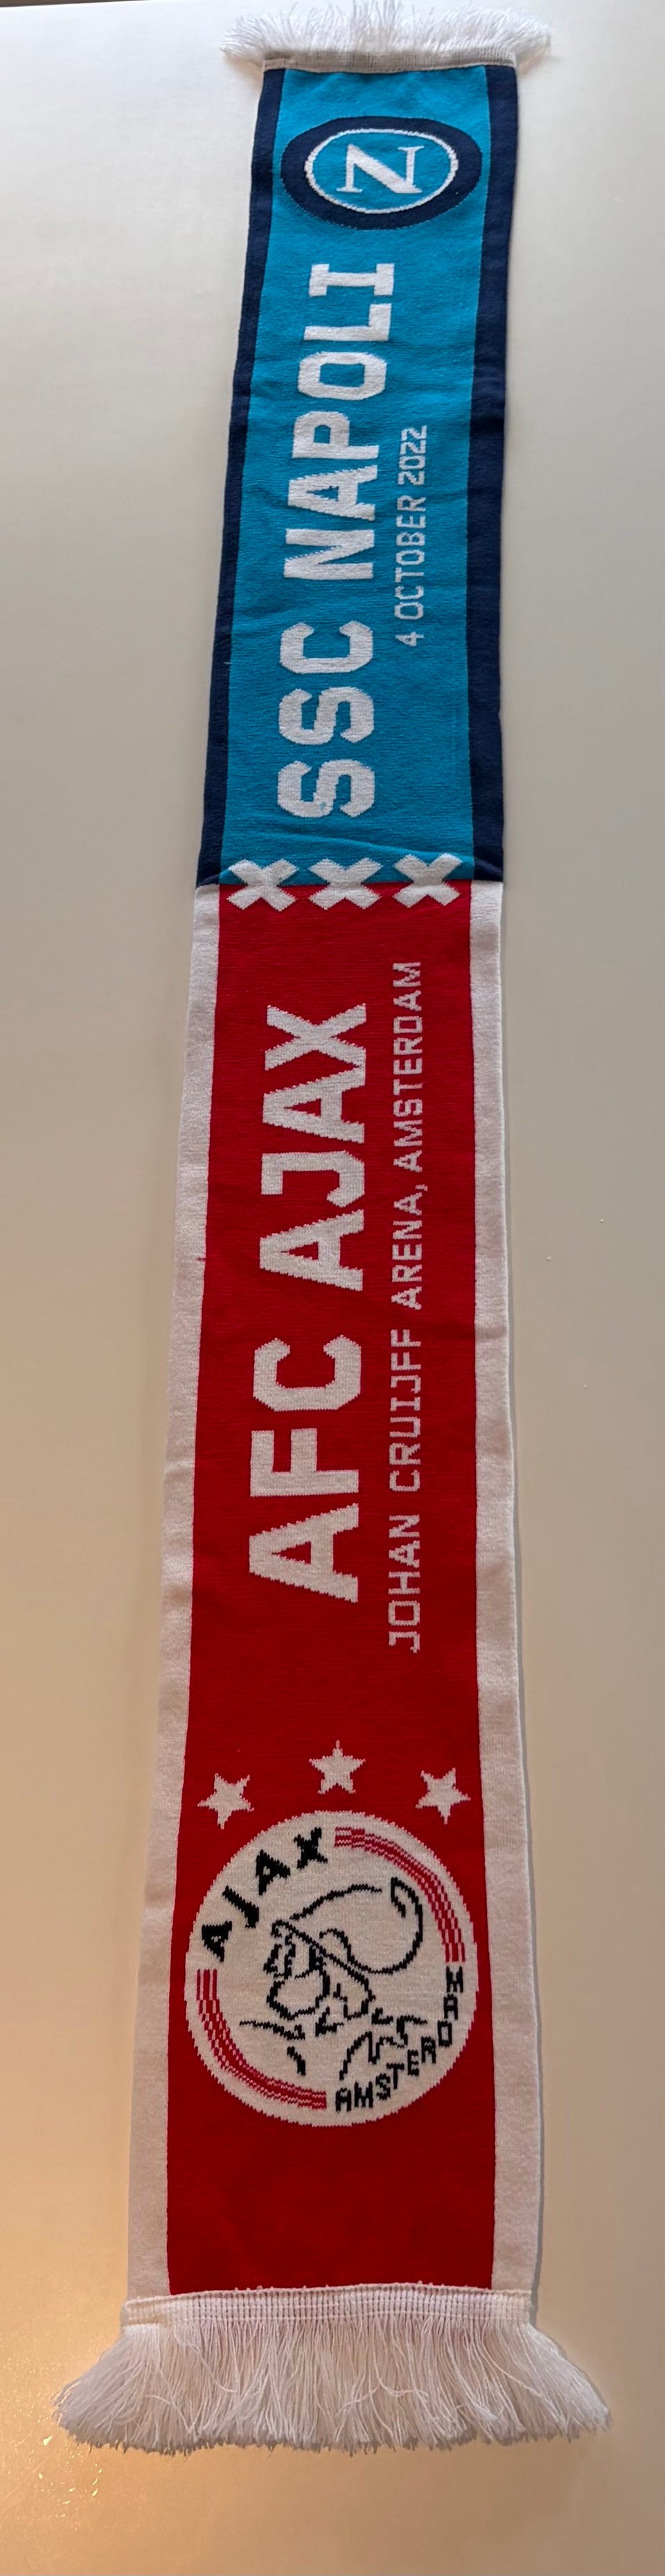 AJAX
AMSTERDAM
AFC AJAX
JOHAN CRUIJFF ARENA, AMSTERDAM
SSC NAPOLI
4 OCTOBER 2022
N